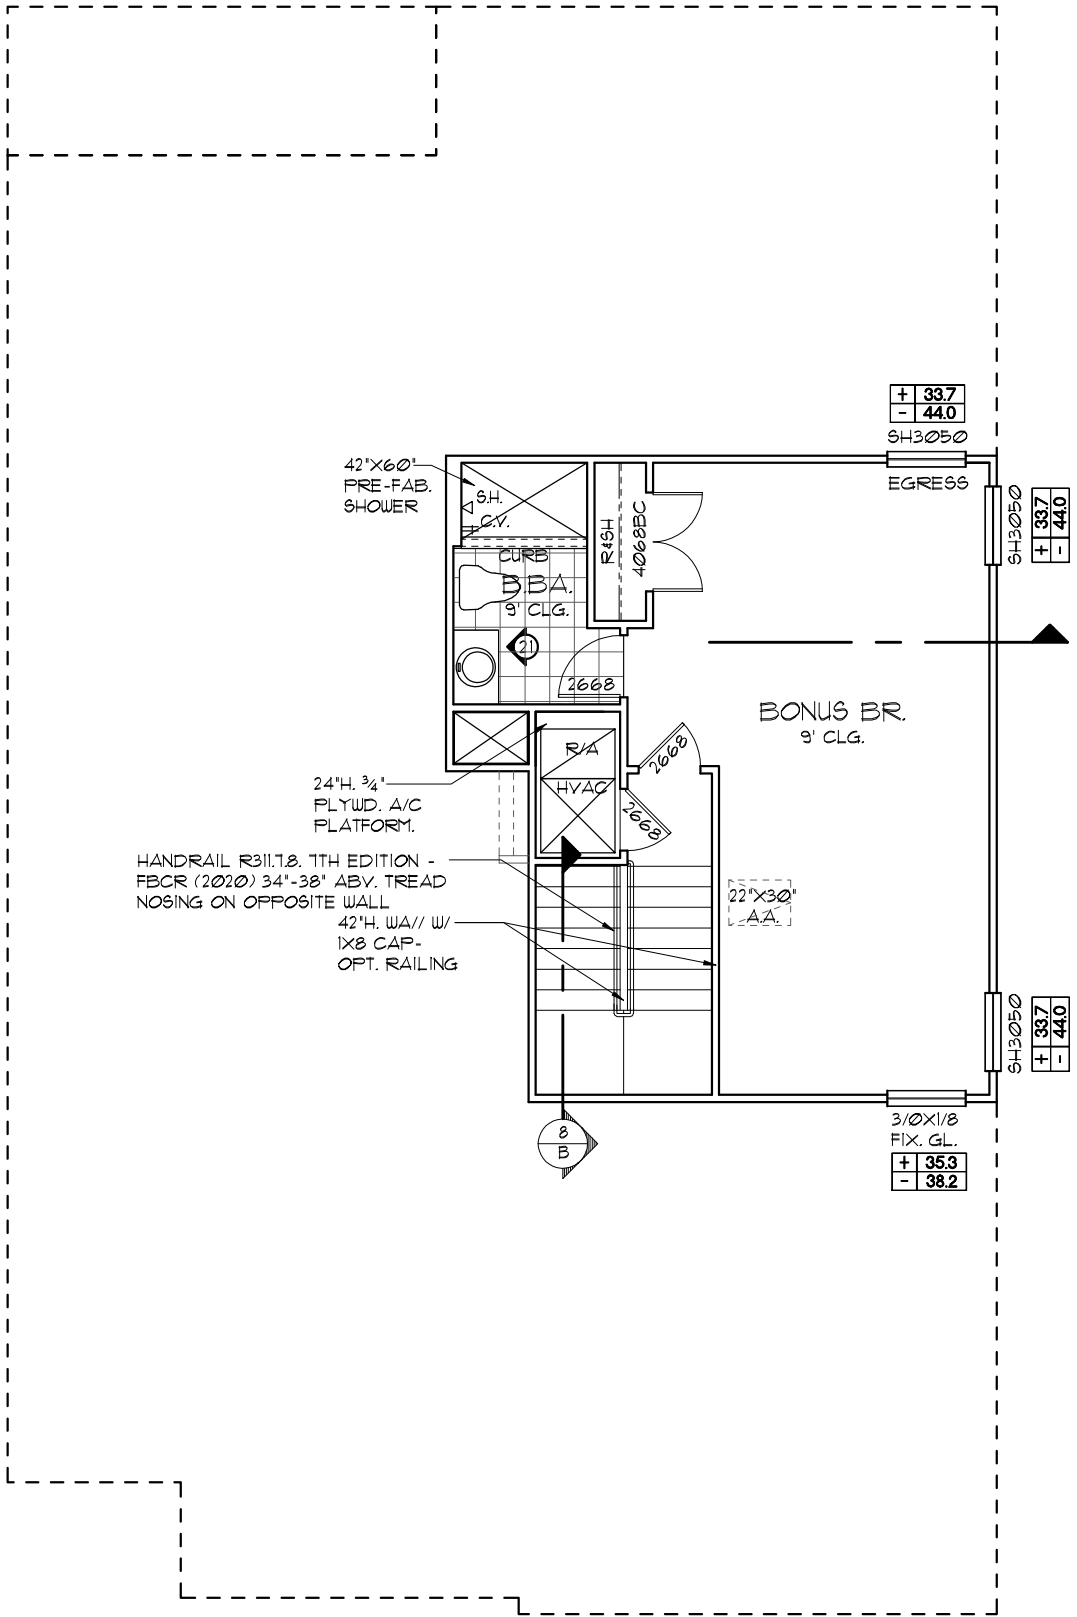 + 33.7
- 44.0
SH3050
EGRESS
SH3050
+ 33.7
- 44.0
42"X60"
PRE-FAB.
SHOWER
S.H.
C.V.
CURB
B.BA.
9' CLG.
R&SH
4068BC
21
2668
BONUS BR.
9' CLG.
2668
R/A
HVAC
2668
24"H. 3/4"
PLYWD. A/C
PLATFORM.
HANDRAIL R311.7.8. 7TH EDITION -
FBCR (2020) 34"-38" ABV. TREAD
NOSING ON OPPOSITE WALL
42"H. WA// W/
1X8 CAP-
OPT. RAILING
22"X30"
A.A.
SH3050
+ 33.7
- 44.0
8
B
3/0X1/8
FIX. GL.
+ 35.3
- 38.2